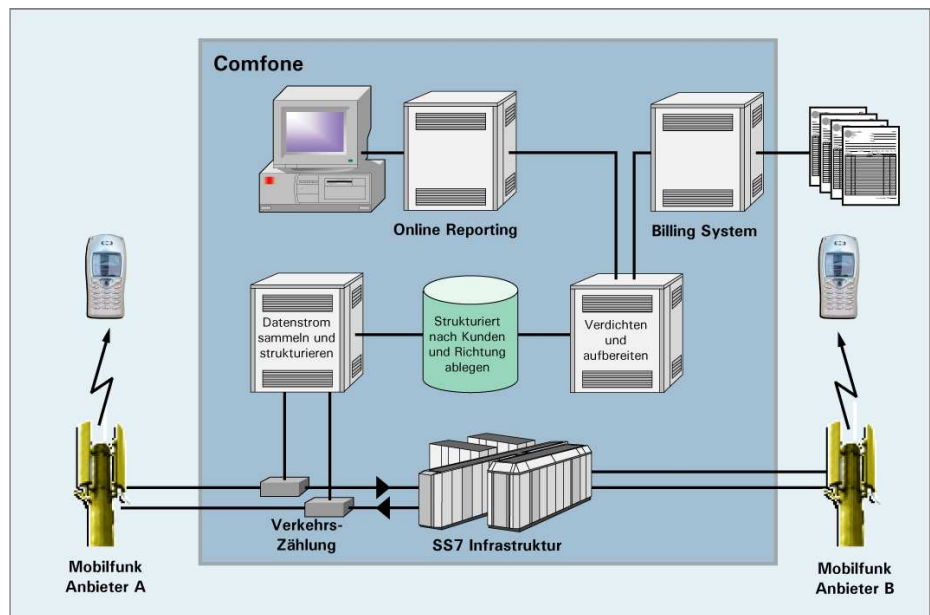 Comfone
Online Reporting
Billing System
Datenstrom
sammeln und
strukturieren
Strukturiert
nach Kunden
und Richtung
ablegen
Verdichten
und
aufbereiten
Verkehrs-
Zählung
SS7 Infrastruktur
Mobilfunk
Anbieter A
Mobilfunk
Anbieter B